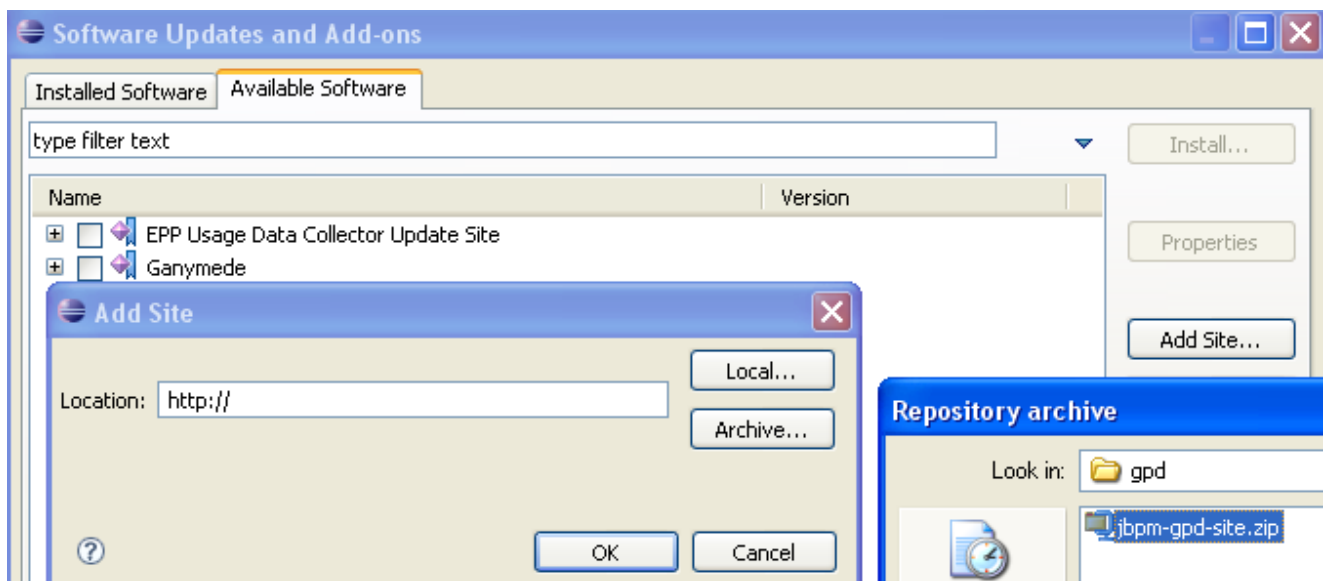 Software Updates and Add-ons
Installed Software
Available Software
type filter text
Install...
Name
Version
EPP Usage Data Collector Update Site
Properties
Ganymede
Add Site
Add Site...
Local...
Location: http://
Archive...
Repository archive
Look in: gpd
jbpm-gpd-site.zip
?
OK
Cancel